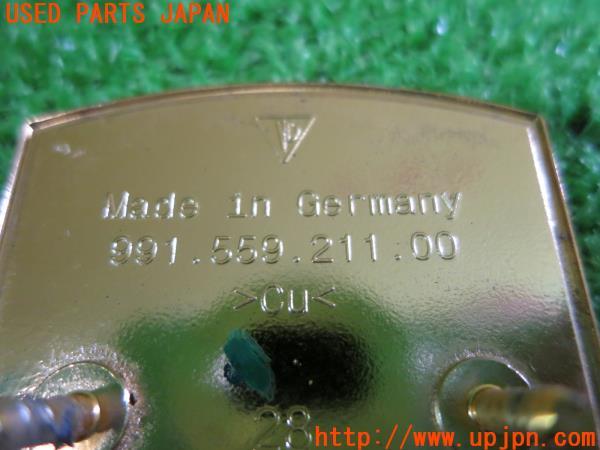 USED PARTS JAPAN
Made in Germany
991.559.211.00
>Cu<
28
http://www.upjpn.com